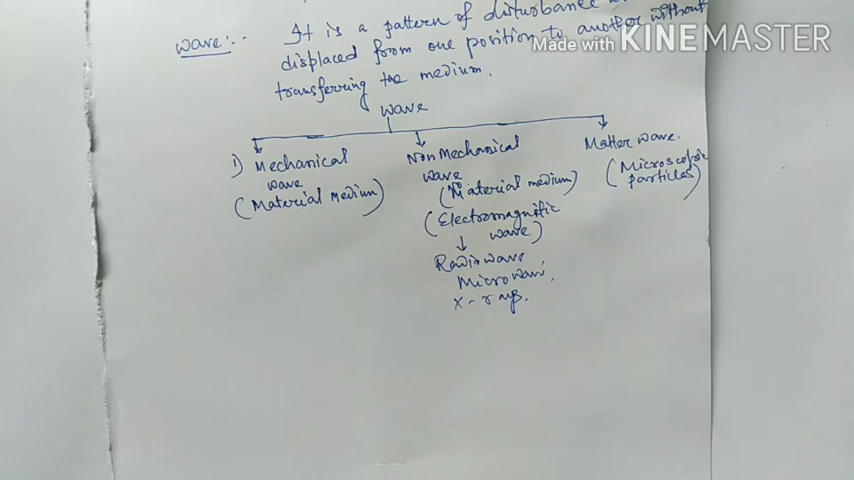 wave:-- It is a pattern of disturbance
displaced from one position to another without
transferring the medium.
Made with KINEMASTER
wave
1) Mechanical wave
(Material medium)
Non Mechanical wave
(No Material medium)
(Electromagnetic wave)
Radio wave
Micro wave,
X-rays.
Matter wave.
(Microscopic particles)